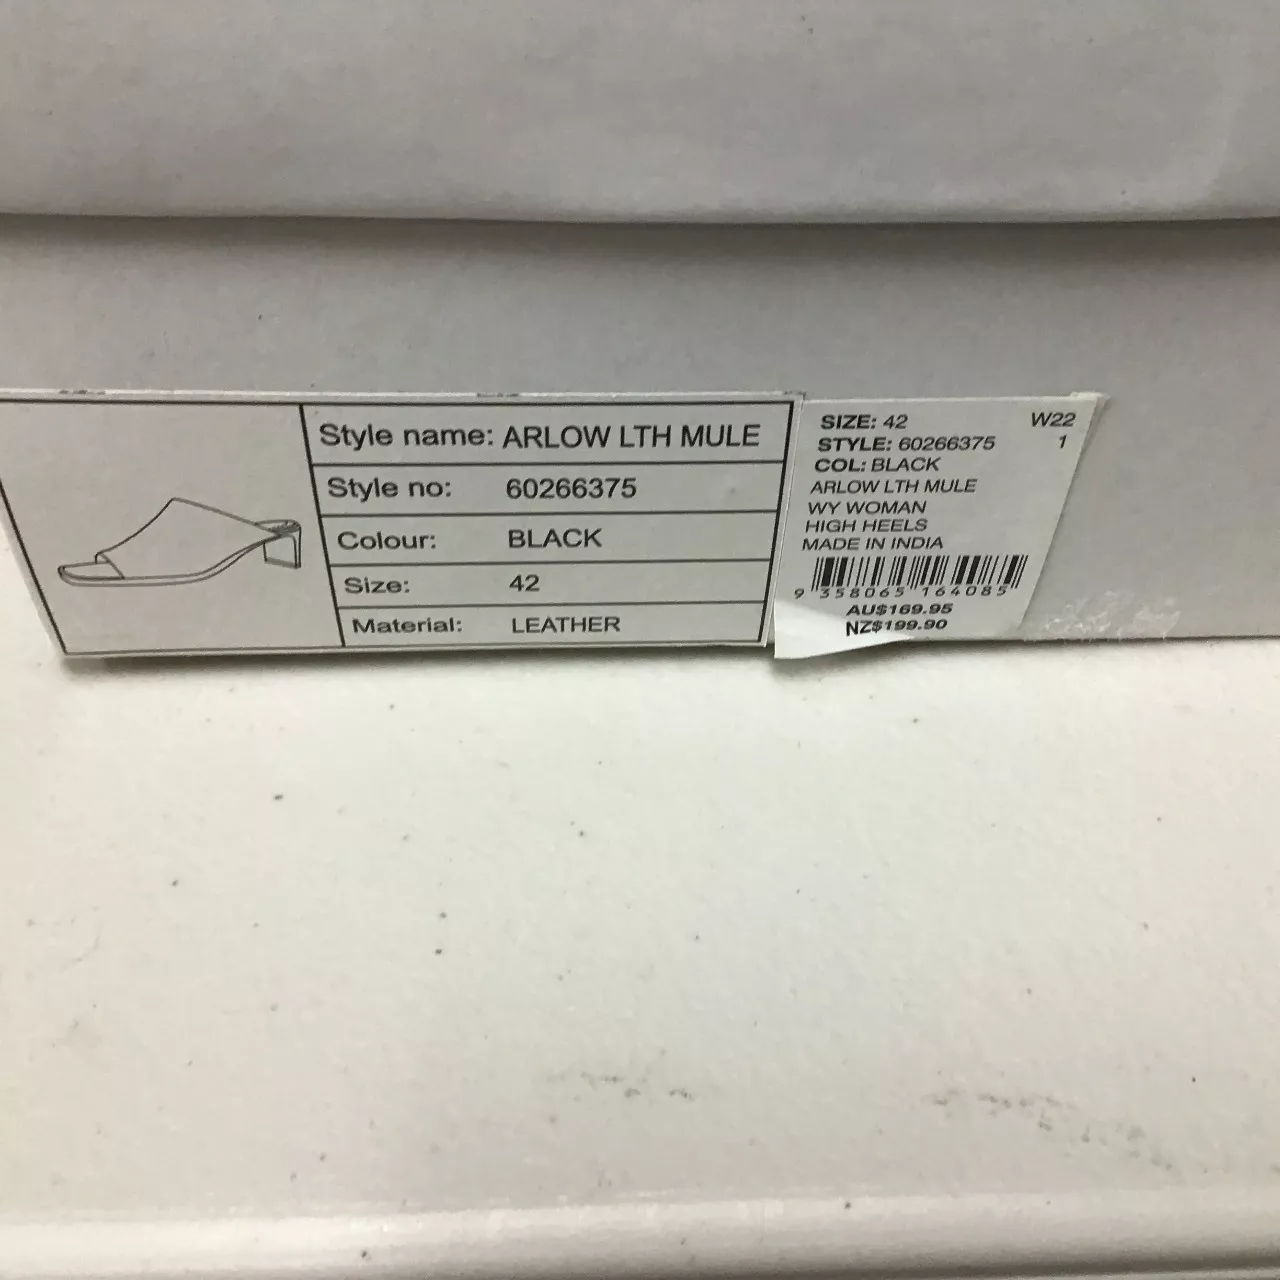 Style name: ARLOW LTH MULE
Style no: 60266375
Colour: BLACK
Size: 42
Material: LEATHER
SIZE: 42 W22
STYLE: 60266375 1
COL: BLACK
ARLOW LTH MULE
WY WOMAN
HIGH HEELS
MADE IN INDIA
9 358065 164085
AU$169.95
NZ$199.90